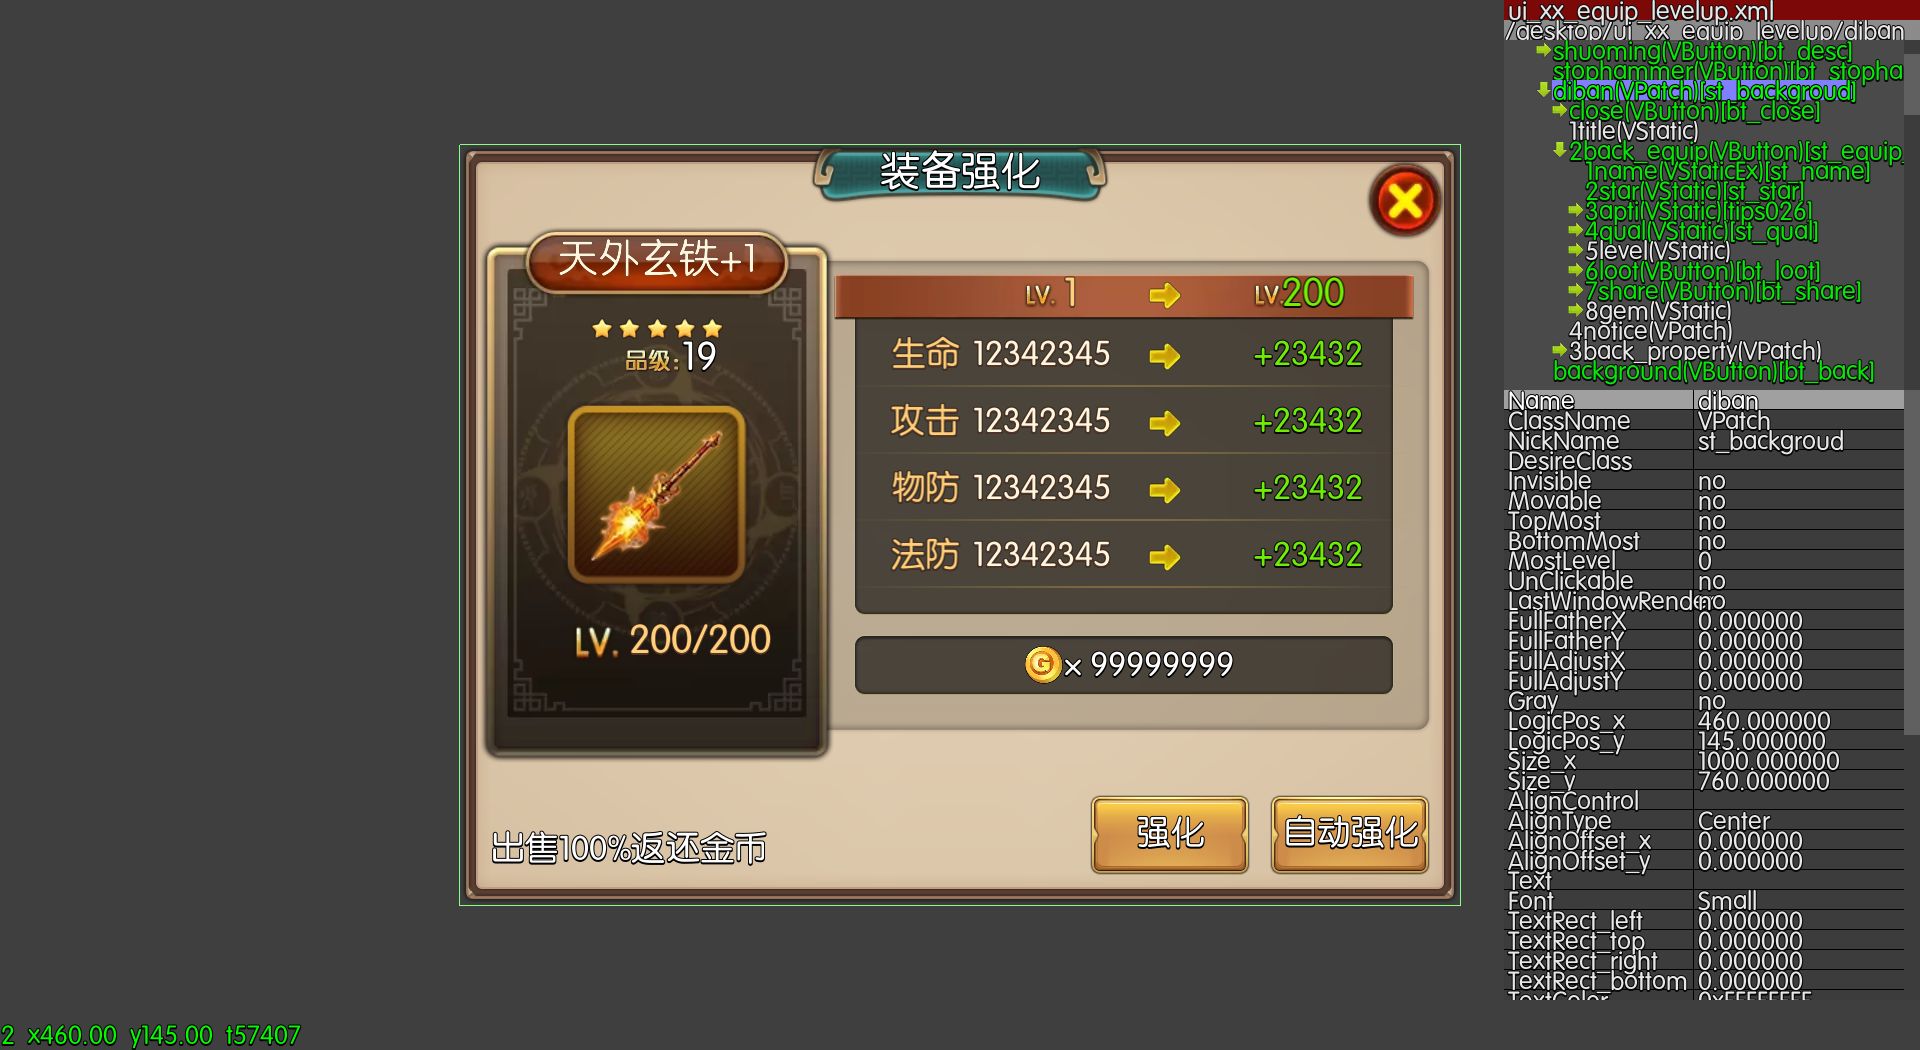 装备强化
天外玄铁+1
品级:19
LV. 200/200
LV. 1 LV.200
生命 12342345 +23432
攻击 12342345 +23432
物防 12342345 +23432
法防 12342345 +23432
G x 99999999
出售100%返还金币
强化
自动强化
ui_xx_equip_levelup.xml
/desktop/ui_xx_equip_levelup/diban
shuoming(VButton)[bt_desc]
stophammer(VButton)[bt_stopha
diban(VPatch)[st_backgroud]
close(VButton)[bt_close]
1title(VStatic)
2back_equip(VButton)[st_equip_
1name(VStaticEx)[st_name]
2star(VStatic)[st_star]
3apti(VStatic)[tips026]
4qual(VStatic)[st_qual]
5level(VStatic)
6loot(VButton)[bt_loot]
7share(VButton)[bt_share]
8gem(VStatic)
4notice(VPatch)
3back_property(VPatch)
background(VButton)[bt_back]
Name diban
ClassName VPatch
NickName st_backgroud
DesireClass
Invisible no
Movable no
TopMost no
BottomMost no
MostLevel 0
UnClickable no
LastWindowRender no
FullFatherX 0.000000
FullFatherY 0.000000
FullAdjustX 0.000000
FullAdjustY 0.000000
Gray no
LogicPos_x 460.000000
LogicPos_y 145.000000
Size_x 1000.000000
Size_y 760.000000
AlignControl
AlignType Center
AlignOffset_x 0.000000
AlignOffset_y 0.000000
Text
Font Small
TextRect_left 0.000000
TextRect_top 0.000000
TextRect_right 0.000000
TextRect_bottom 0.000000
TextColor 0xFFFFFFFF
2 x460.00 y145.00 t57407